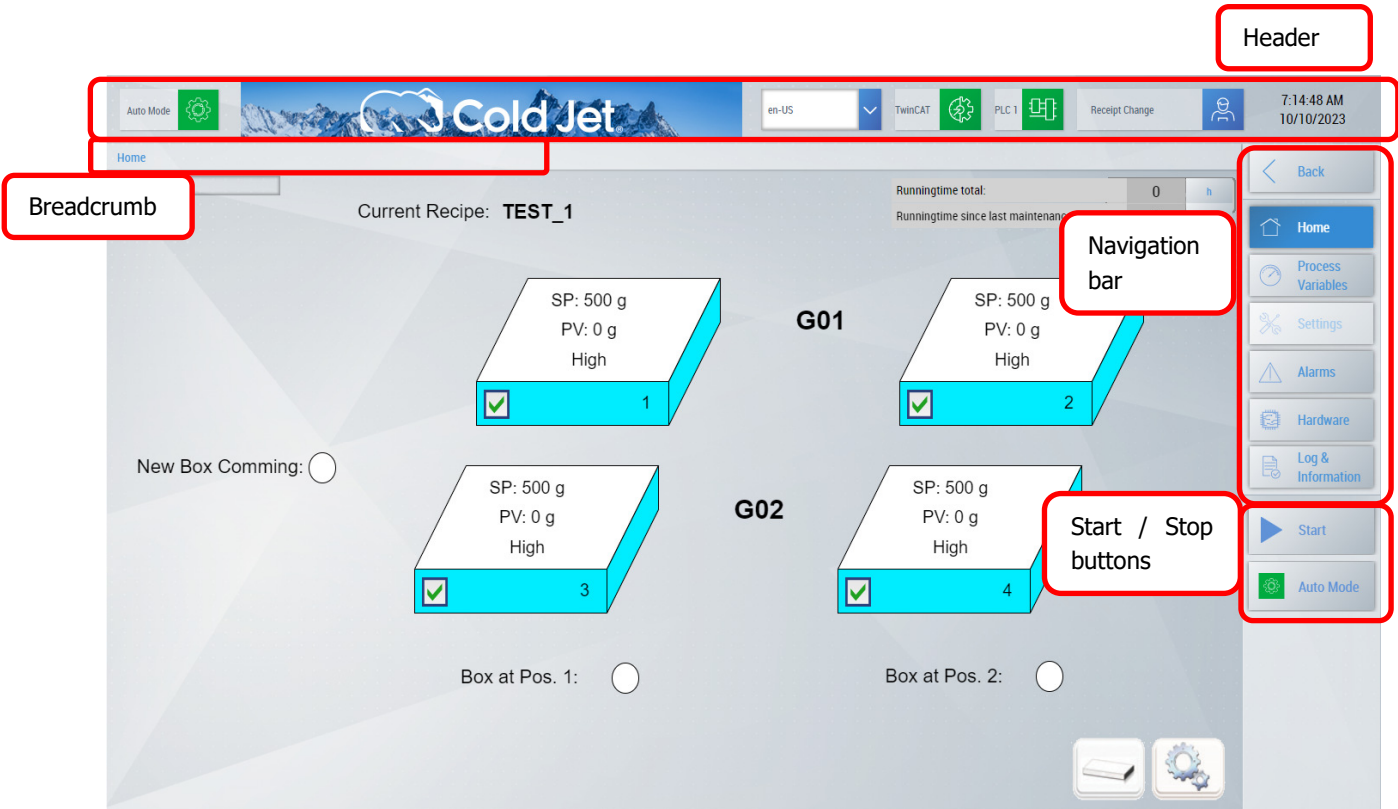 Header
Auto Mode
Cold Jet®
en-US
TwinCAT
PLC 1
Receipt Change
7:14:48 AM
10/10/2023
Home
Breadcrumb
Current Recipe: TEST_1
Runningtime total:
0
h
Runningtime since last maintenanc
Navigation
bar
Back
Home
Process
Variables
Settings
Alarms
Hardware
Log &
Information
SP: 500 g
PV: 0 g
High
1
G01
SP: 500 g
PV: 0 g
High
2
New Box Comming:
SP: 500 g
PV: 0 g
High
3
G02
SP: 500 g
PV: 0 g
High
4
Start / Stop
buttons
Start
Auto Mode
Box at Pos. 1:
Box at Pos. 2: